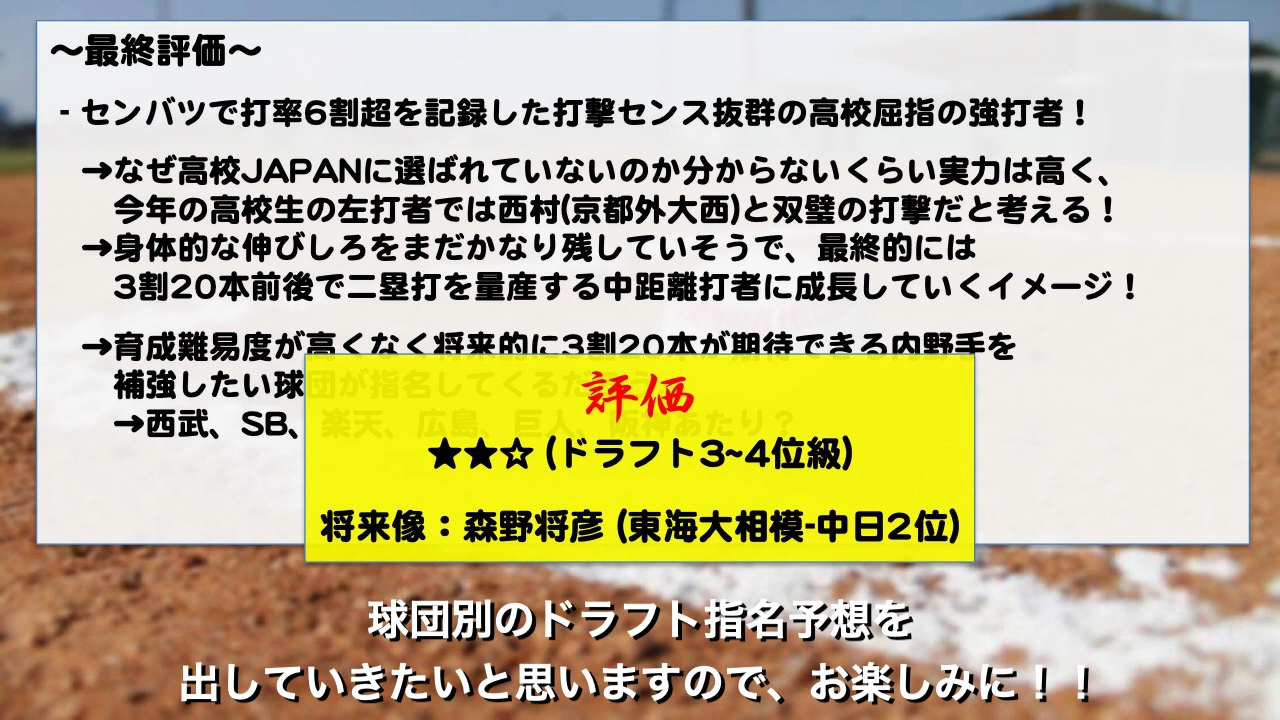 〜最終評価〜
- センバツで打率6割超を記録した打撃センス抜群の高校屈指の強打者！
→なぜ高校JAPANに選ばれていないのか分からないくらい実力は高く、
今年の高校生の左打者では西村(京都外大西)と双璧の打撃だと考える！
→身体的な伸びしろをまだかなり残していそうで、最終的には
3割20本前後で二塁打を量産する中距離打者に成長していくイメージ！
→育成難易度が高くなく将来的に3割20本が期待できる内野手を
補強したい球団が指名してくるだろう
→西武、SB、楽天、広島、巨人、阪神あたり？
評価
★★☆ (ドラフト3~4位級)
将来像：森野将彦 (東海大相模-中日2位)
球団別のドラフト指名予想を
出していきたいと思いますので、お楽しみに！！